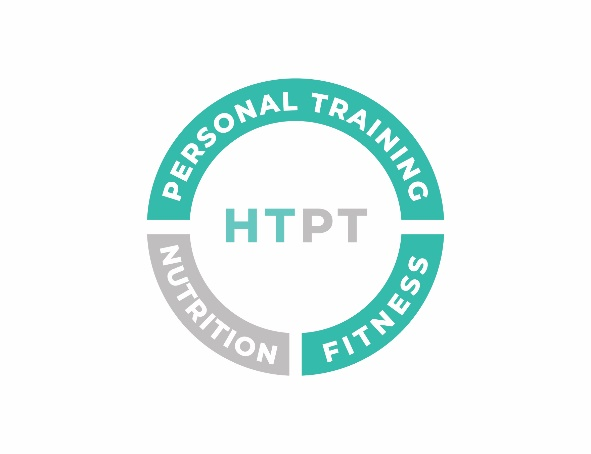 PERSONAL TRAINING
HTPT
NUTRITION
FITNESS